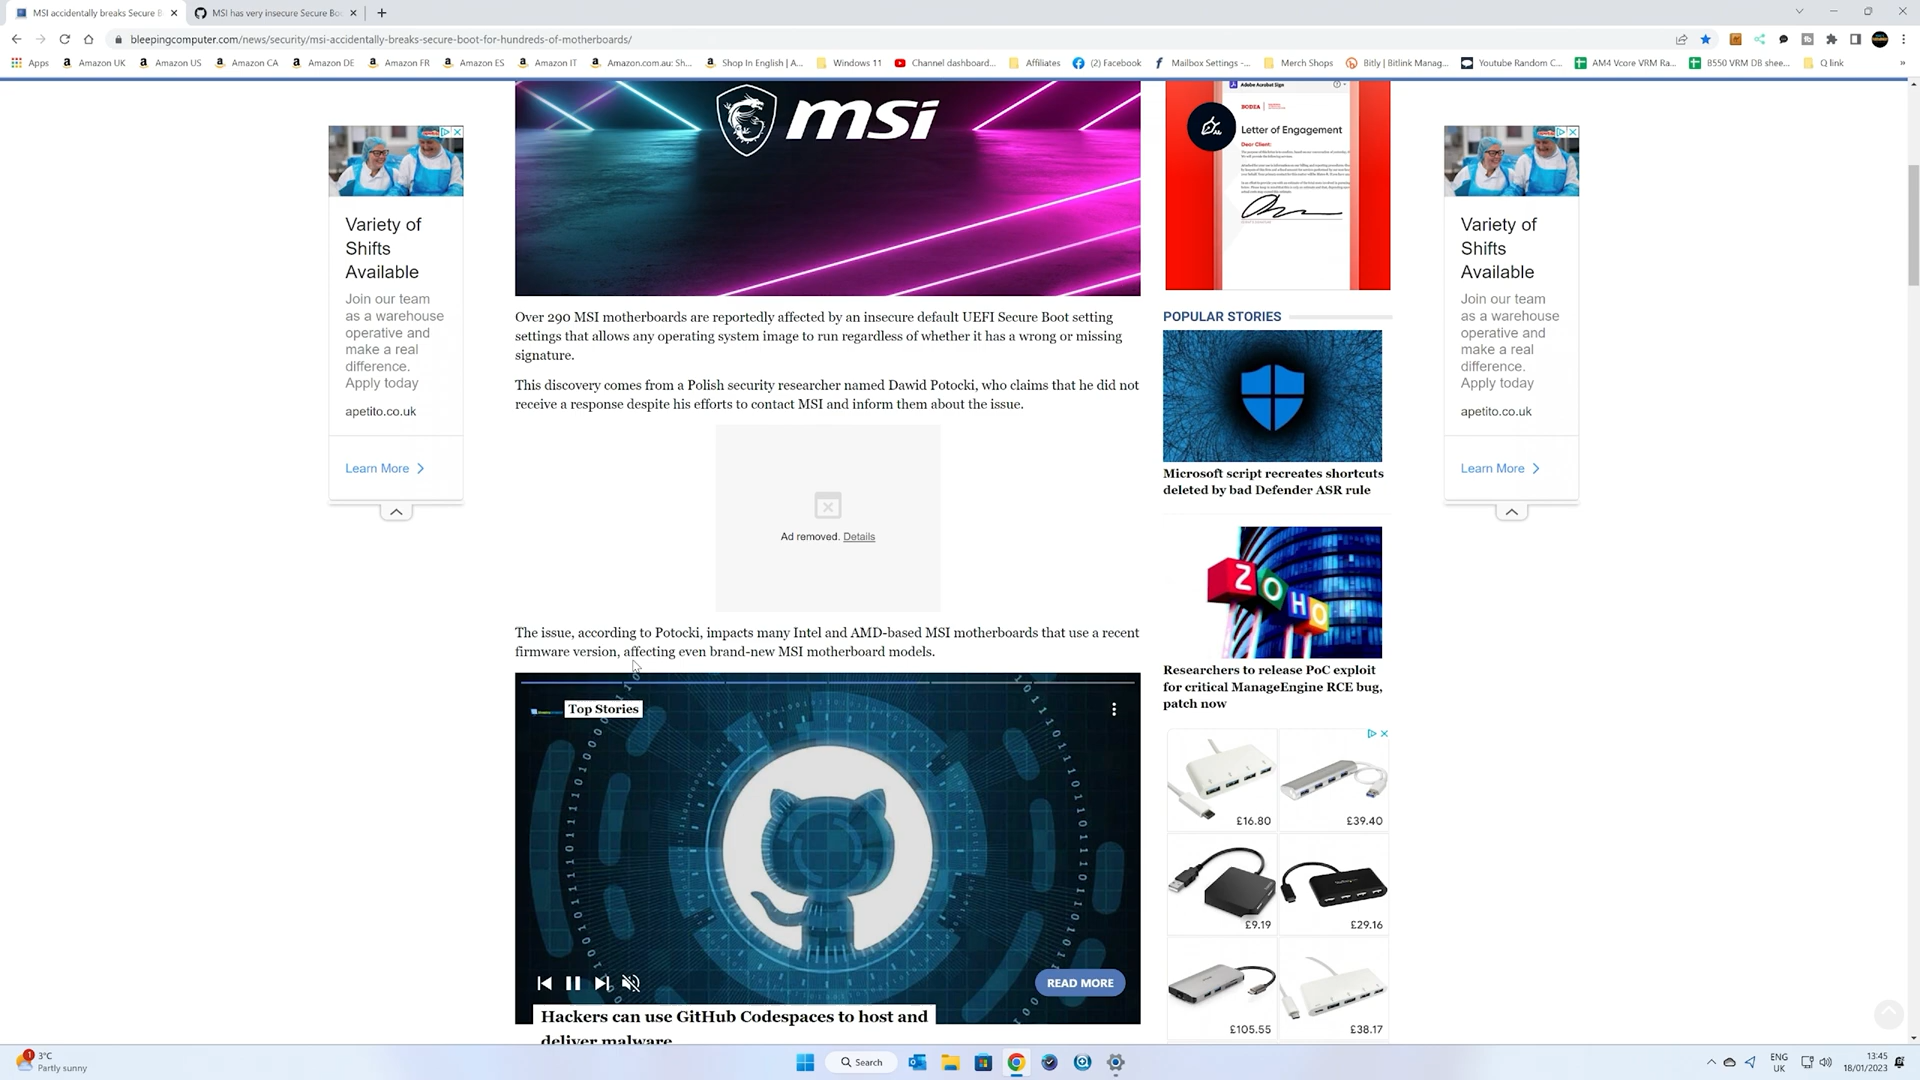 MSI accidentally breaks Secure B
MSI has very insecure Secure Bo
bleepingcomputer.com/news/security/msi-accidentally-breaks-secure-boot-for-hundreds-of-motherboards/
Apps
Amazon UK
Amazon US
Amazon CA
Amazon DE
Amazon FR
Amazon ES
Amazon IT
Amazon.com.au: Sh...
Shop In English | A...
Windows 11
Channel dashboard...
Affiliates
(2) Facebook
Mailbox Settings -...
Merch Shops
Bitly | Bitlink Manag...
Youtube Random C...
AM4 Vcore VRM Ra...
B550 VRM DB shee...
Q link
»
Variety of
Shifts
Available
Join our team
as a warehouse
operative and
make a real
difference.
Apply today
apetito.co.uk
Learn More
msi
Over 290 MSI motherboards are reportedly affected by an insecure default UEFI Secure Boot setting
settings that allows any operating system image to run regardless of whether it has a wrong or missing
signature.
This discovery comes from a Polish security researcher named Dawid Potocki, who claims that he did not
receive a response despite his efforts to contact MSI and inform them about the issue.
Ad removed. Details
The issue, according to Potocki, impacts many Intel and AMD-based MSI motherboards that use a recent
firmware version, affecting even brand-new MSI motherboard models.
Top Stories
READ MORE
Hackers can use GitHub Codespaces to host and
deliver malware
Adobe Acrobat Sign
BODEA
Letter of Engagement
Dear Client:
POPULAR STORIES
Microsoft script recreates shortcuts
deleted by bad Defender ASR rule
ZOHO
Researchers to release PoC exploit
for critical ManageEngine RCE bug,
patch now
£16.80
£39.40
£9.19
£29.16
£105.55
£38.17
Variety of
Shifts
Available
Join our team
as a warehouse
operative and
make a real
difference.
Apply today
apetito.co.uk
Learn More
1
3°C
Partly sunny
Search
ENG
UK
13:45
18/01/2023